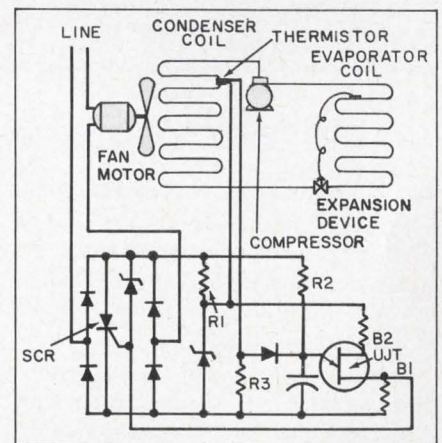 LINE
CONDENSER
COIL
THERMISTOR
EVAPORATOR
COIL
FAN
MOTOR
EXPANSION
DEVICE
COMPRESSOR
R2
R1
SCR
B2
UJT
R3
B1